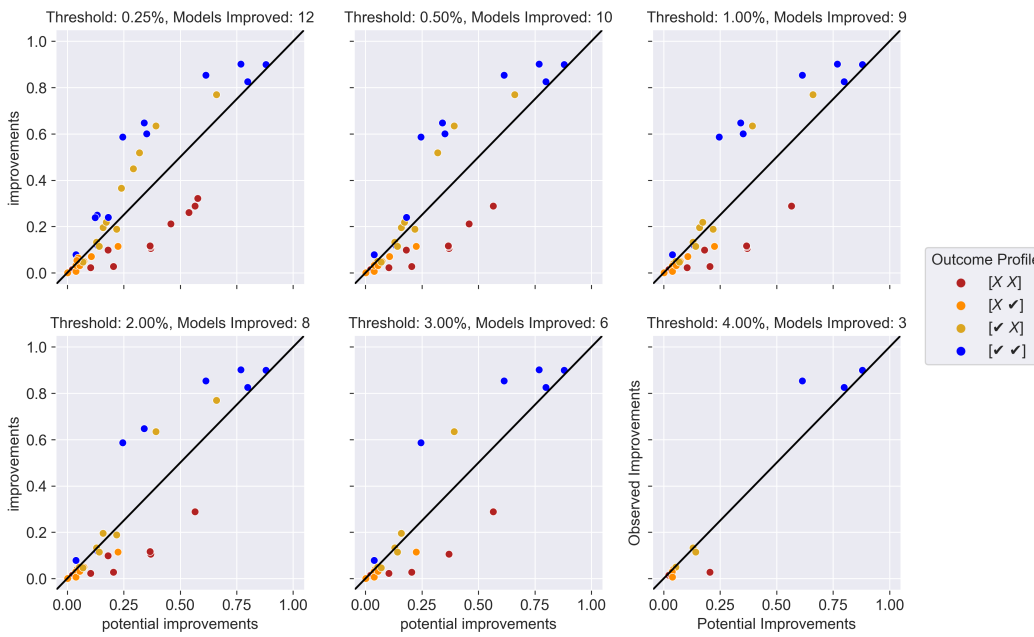 Threshold: 0.25%, Models Improved: 12
Threshold: 0.50%, Models Improved: 10
Threshold: 1.00%, Models Improved: 9
1.0
0.8
0.6
0.4
0.2
0.0
improvements
Outcome Profile
[X X]
[X ✔]
[✔ X]
[✔ ✔]
Threshold: 2.00%, Models Improved: 8
Threshold: 3.00%, Models Improved: 6
Threshold: 4.00%, Models Improved: 3
1.0
0.8
0.6
0.4
0.2
0.0
improvements
Observed Improvements
0.00 0.25 0.50 0.75 1.00
0.00 0.25 0.50 0.75 1.00
0.00 0.25 0.50 0.75 1.00
potential improvements
potential improvements
Potential Improvements